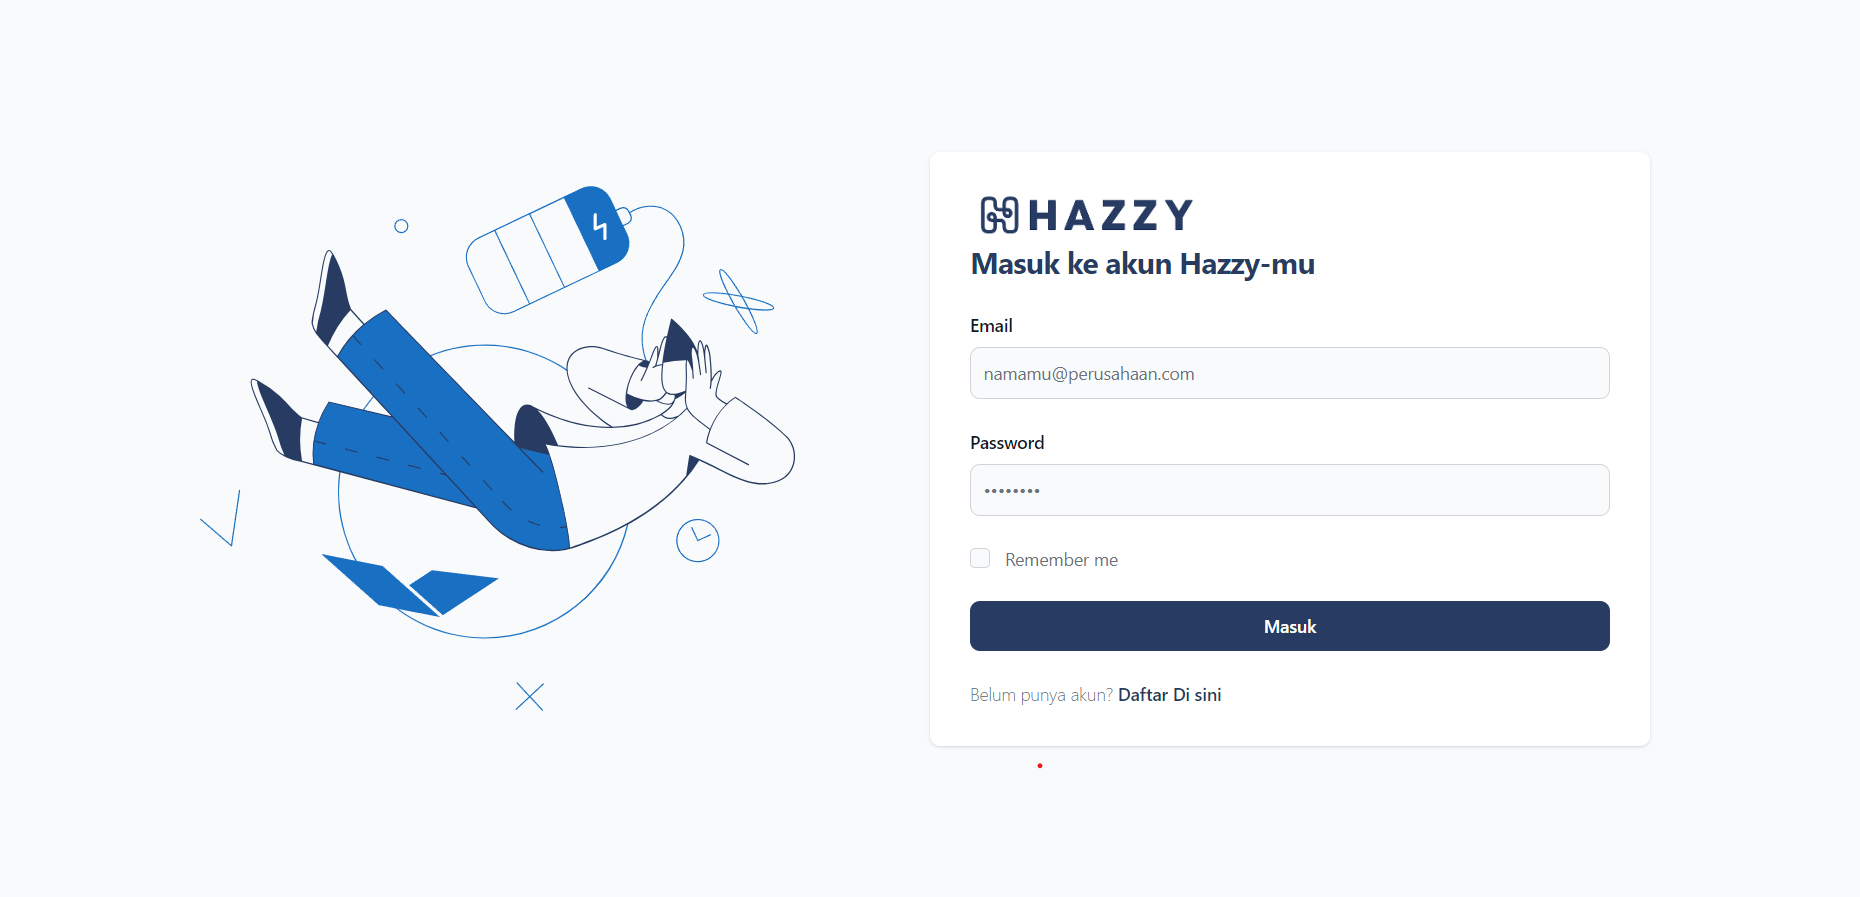 HAZZY
Masuk ke akun Hazzy-mu
Email
namamu@perusahaan.com
Password
••••••••
Remember me
Masuk
Belum punya akun? Daftar Di sini